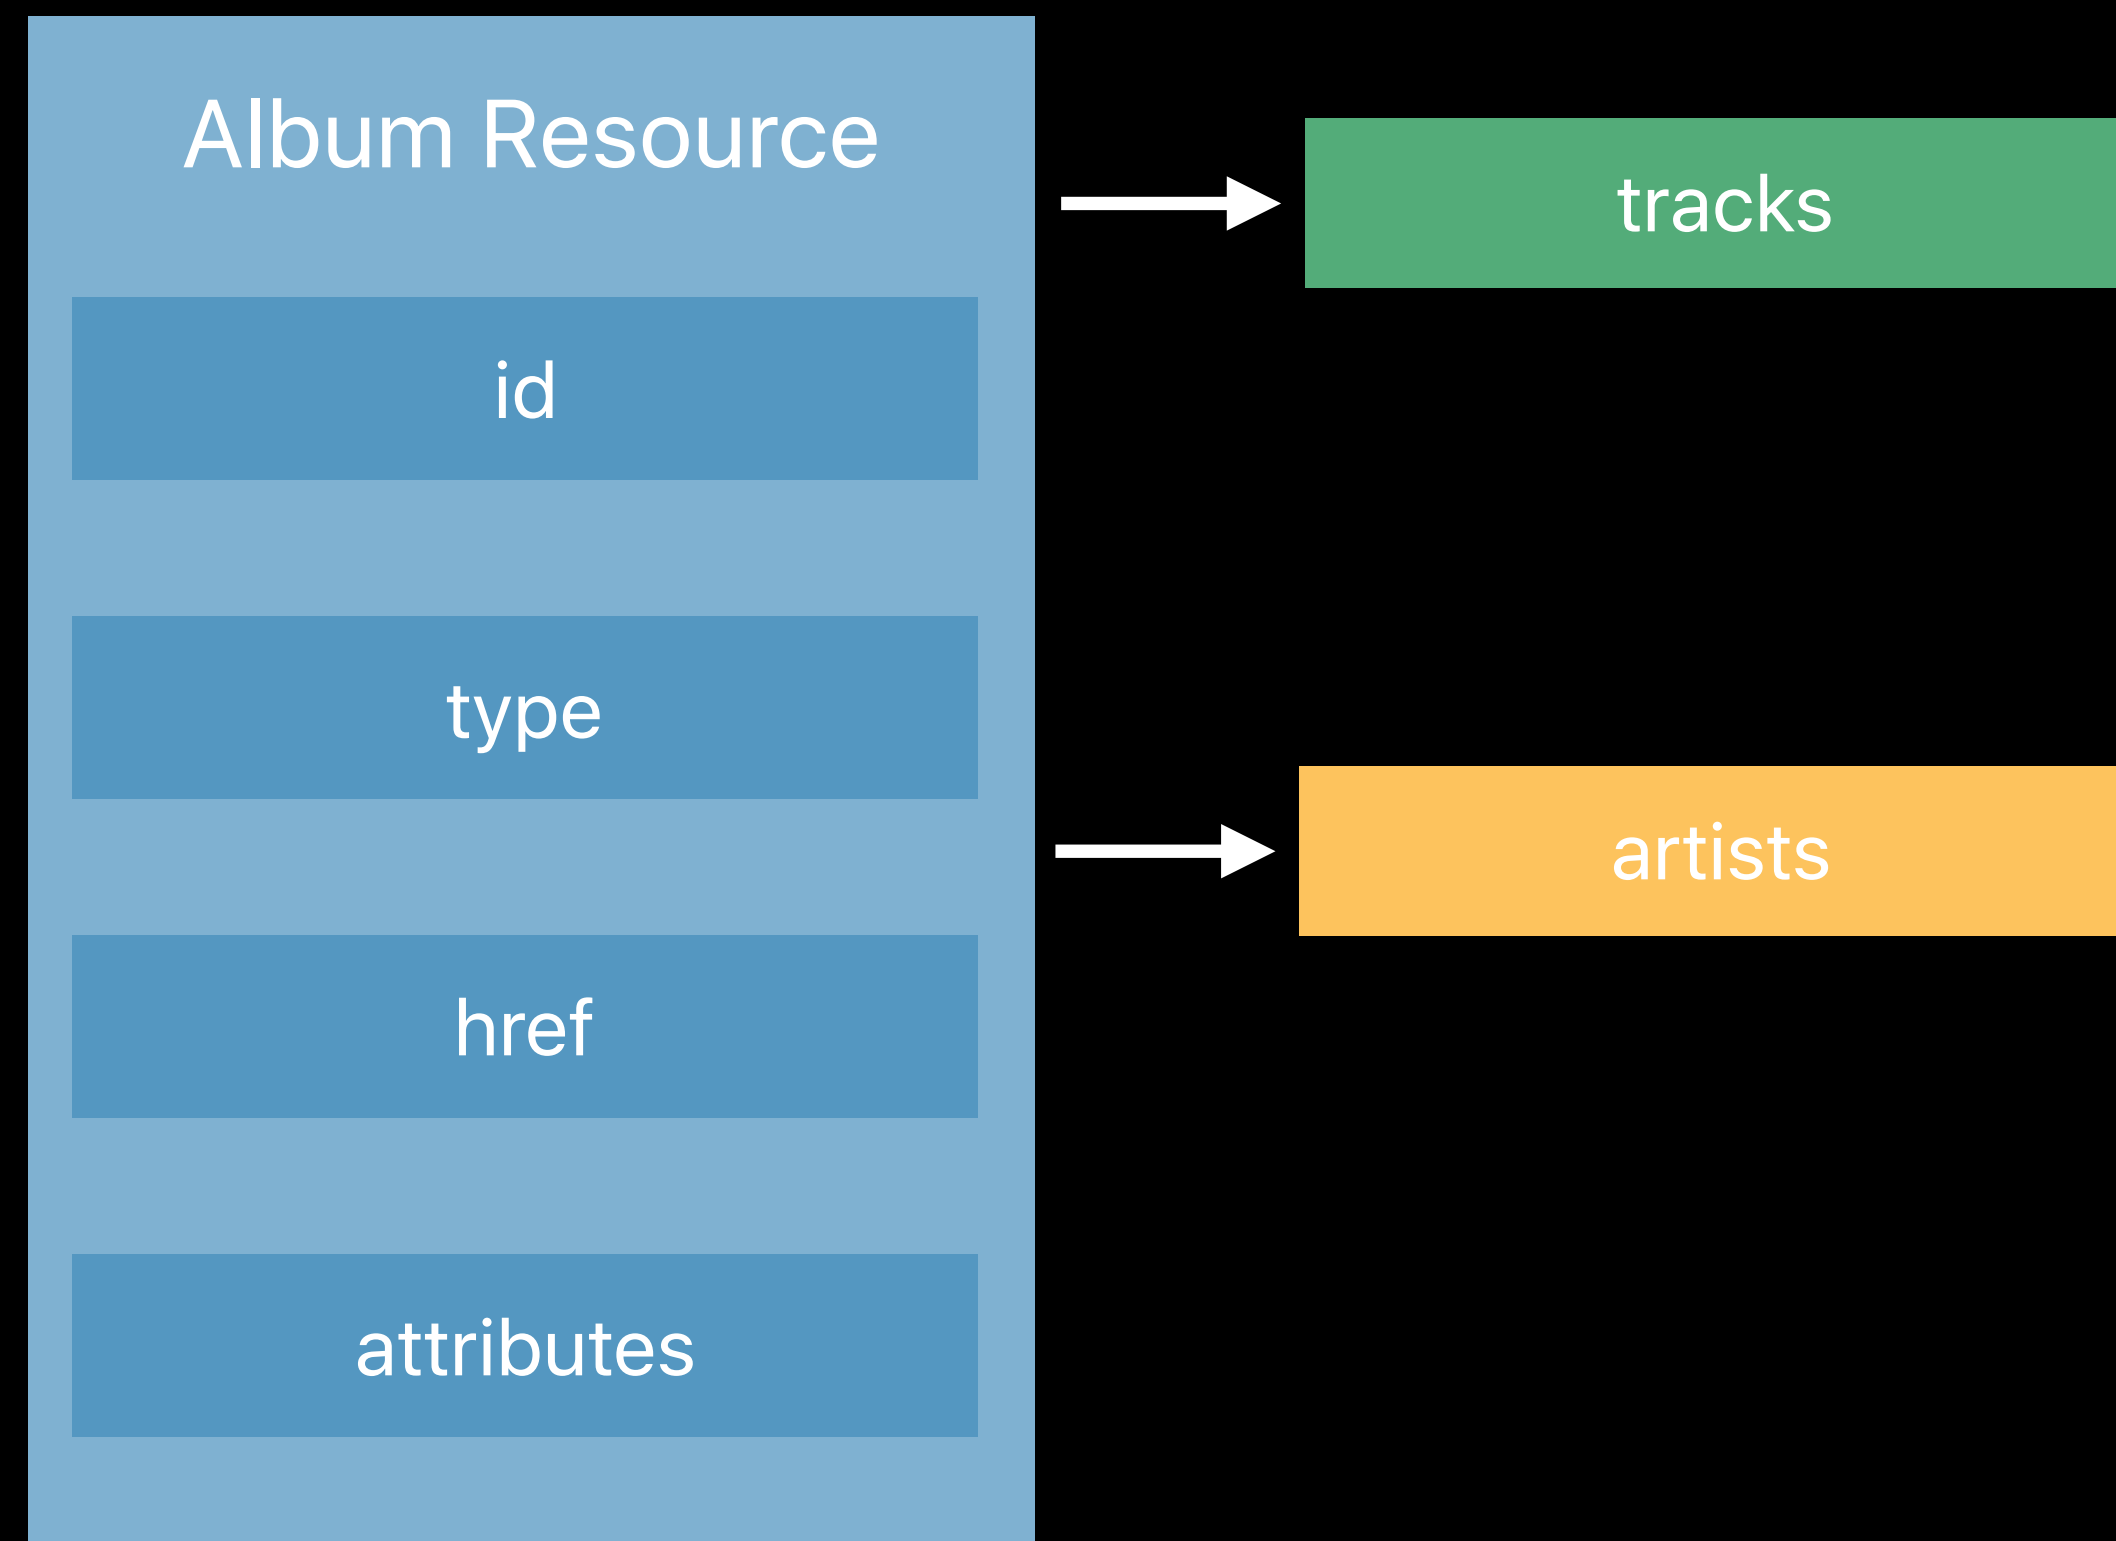 Album Resource
id
type
href
attributes
tracks
artists